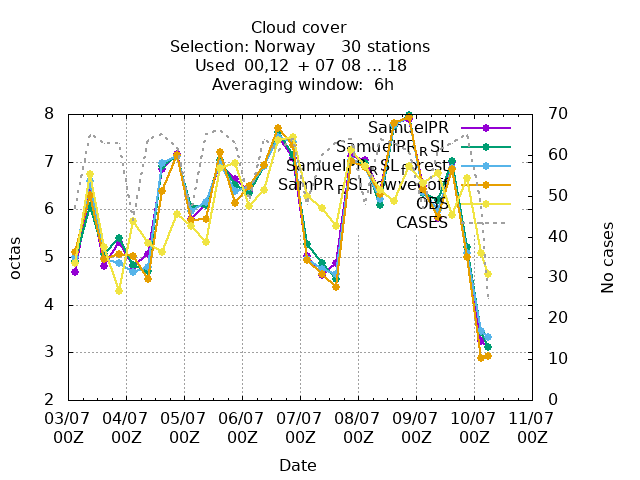 Cloud cover
Selection: Norway 30 stations
Used 00,12 + 07 08 ... 18
Averaging window: 6h
8 70
SamuelPR
SamuelPR_RSL
7 60
SamuelPR_RSL_forest
SamPR_RSL_lowvegoff
50
OBS
6 CASES
40
octas No cases
5
30
4
20
3
10
2 0
03/07 04/07 05/07 06/07 07/07 08/07 09/07 10/07 11/07
00Z 00Z 00Z 00Z 00Z 00Z 00Z 00Z 00Z
Date